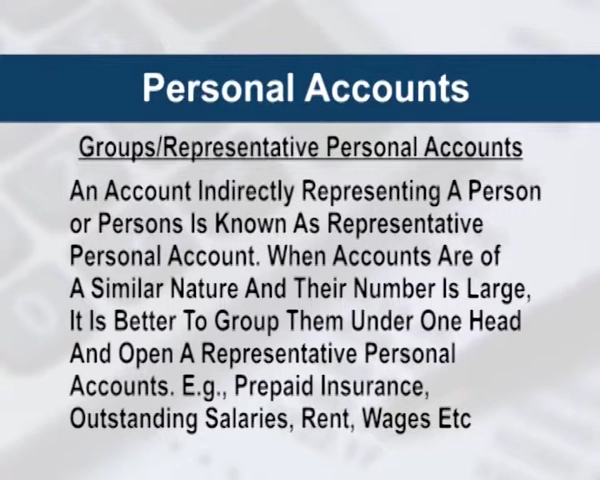 Personal Accounts
Groups/Representative Personal Accounts
An Account Indirectly Representing A Person
or Persons Is Known As Representative
Personal Account. When Accounts Are of
A Similar Nature And Their Number Is Large,
It Is Better To Group Them Under One Head
And Open A Representative Personal
Accounts. E.g., Prepaid Insurance,
Outstanding Salaries, Rent, Wages Etc